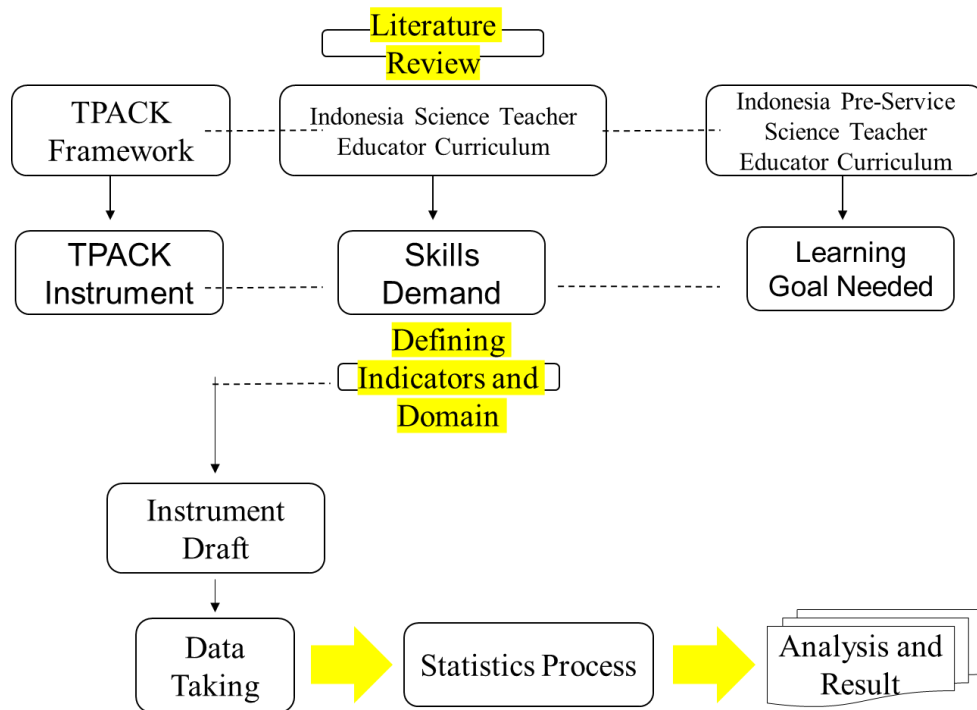 Literature
Review
TPACK
Framework
Indonesia Science Teacher
Educator Curriculum
Indonesia Pre-Service
Science Teacher
Educator Curriculum
TPACK
Instrument
Skills
Demand
Learning
Goal Needed
Defining
Indicators and
Domain
Instrument
Draft
Data
Taking
Statistics Process
Analysis and
Result